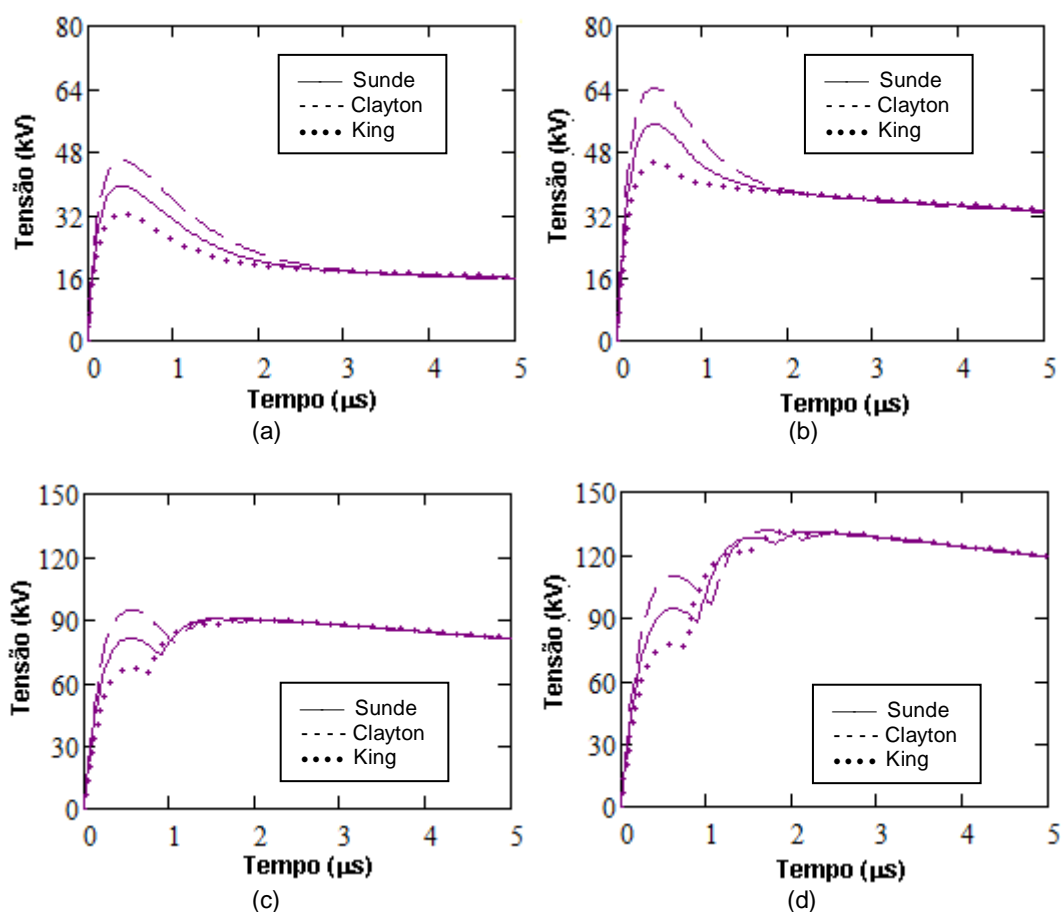 80
64
48
32
16
0
Tensão (kV)
Sunde
Clayton
King
0 1 2 3 4 5
Tempo (μs)
(a)
80
64
48
32
16
0
Tensão (kV)
Sunde
Clayton
King
0 1 2 3 4 5
Tempo (μs)
(b)
150
120
90
60
30
0
Tensão (kV)
Sunde
Clayton
King
0 1 2 3 4 5
Tempo (μs)
(c)
150
120
90
60
30
0
Tensão (kV)
Sunde
Clayton
King
0 1 2 3 4 5
Tempo (μs)
(d)